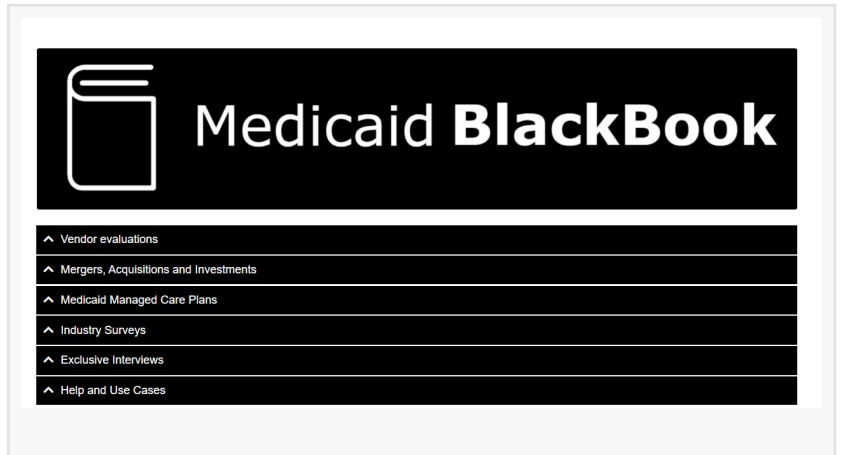 Medicaid BlackBook
Vendor evaluations
Mergers, Acquisitions and Investments
Medicaid Managed Care Plans
Industry Surveys
Exclusive Interviews
Help and Use Cases